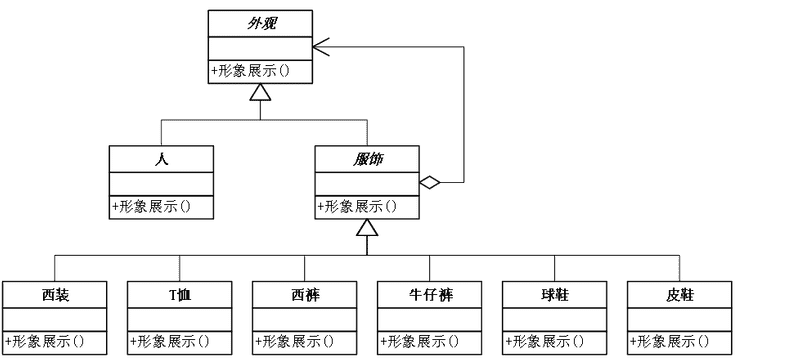 外观
+形象展示()
人
服饰
+形象展示()
+形象展示()
西装
T恤
西裤
牛仔裤
球鞋
皮鞋
+形象展示()
+形象展示()
+形象展示()
+形象展示()
+形象展示()
+形象展示()